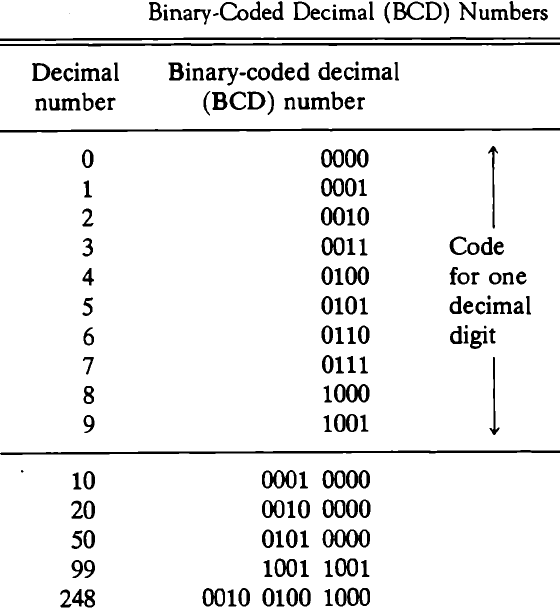 Binary-Coded Decimal (BCD) Numbers
Decimal Binary-coded decimal
number (BCD) number
0 0000
1 0001
2 0010
3 0011 Code
4 0100 for one
5 0101 decimal
6 0110 digit
7 0111
8 1000
9 1001
10 0001 0000
20 0010 0000
50 0101 0000
99 1001 1001
248 0010 0100 1000